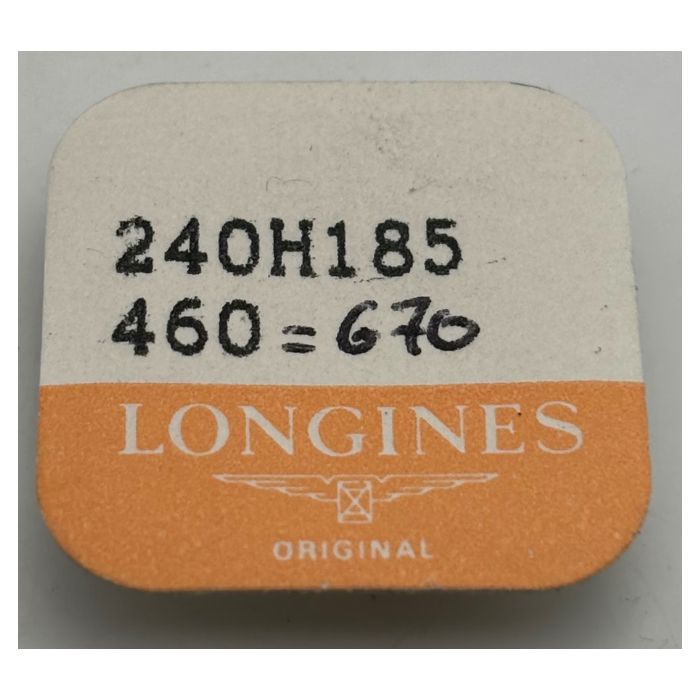 240H185
460 = 670
LONGINES
ORIGINAL